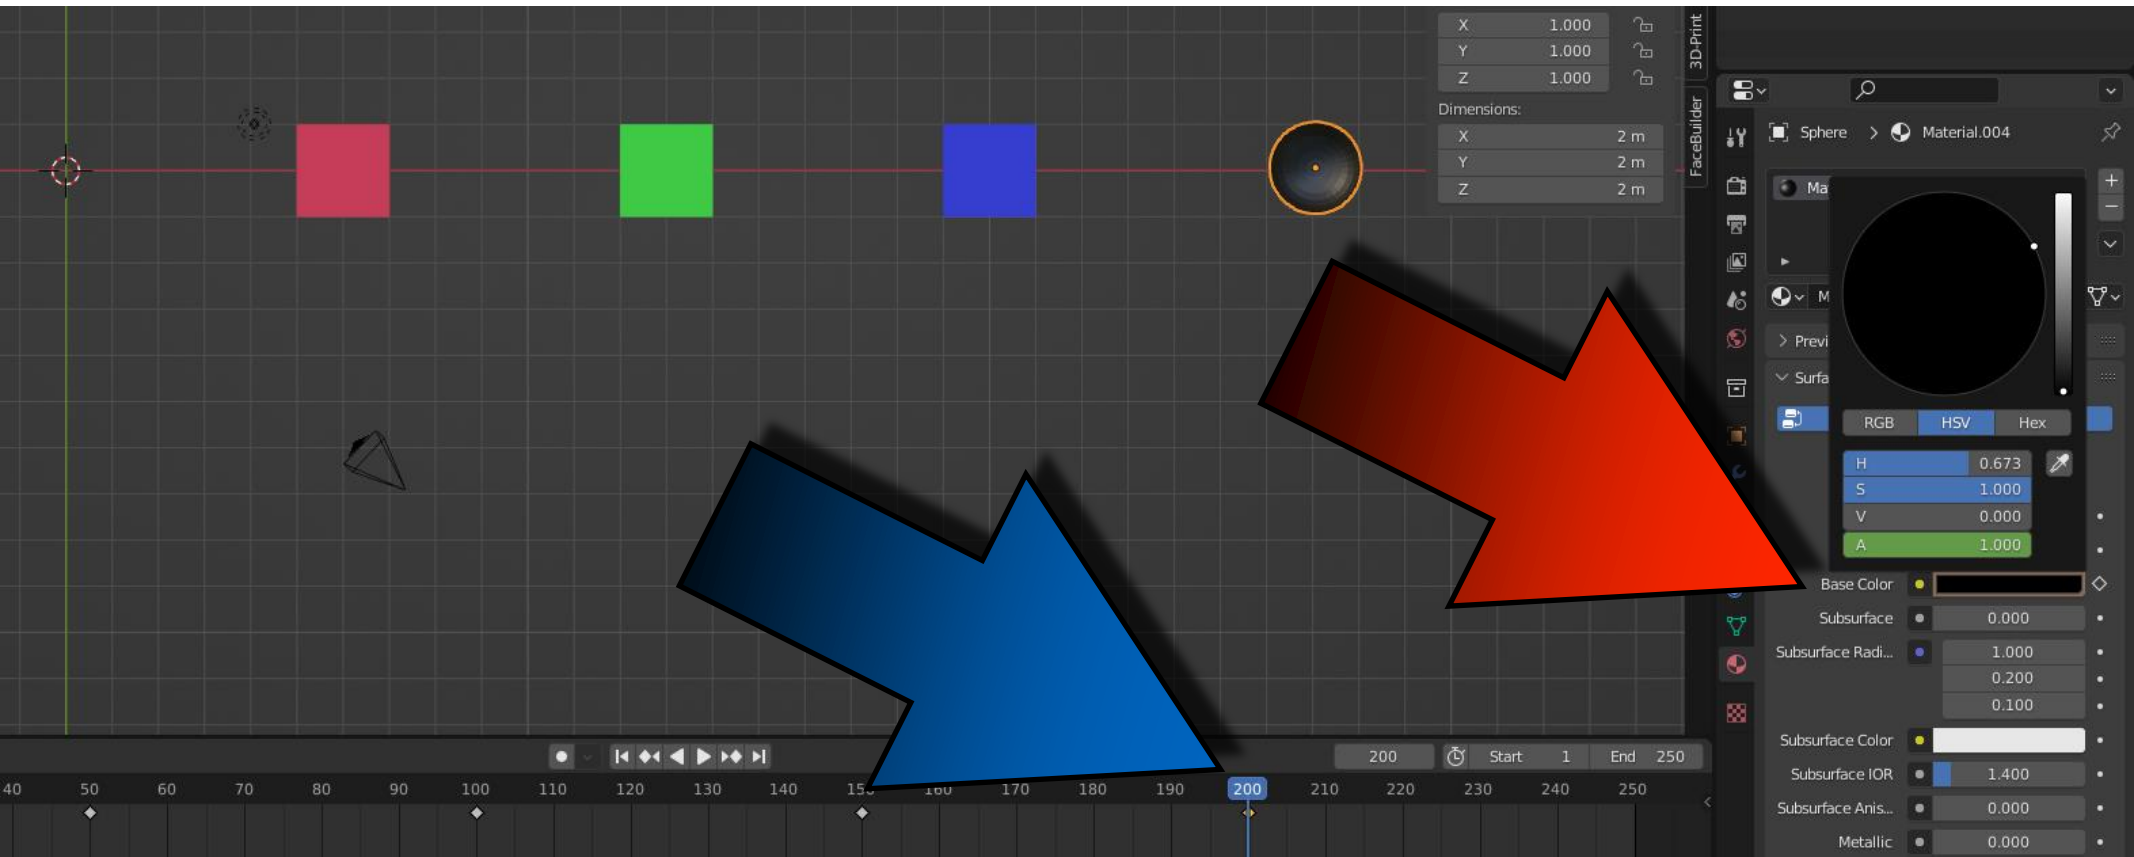 X 1.000
Y 1.000
Z 1.000
Dimensions:
X 2 m
Y 2 m
Z 2 m
3D-Print
FaceBuilder
Sphere > Material.004
Ma
M
Previ
Surfa
RGB HSV Hex
H 0.673
S 1.000
V 0.000
A 1.000
Base Color
Subsurface 0.000
Subsurface Radi... 1.000
0.200
0.100
Subsurface Color
Subsurface IOR 1.400
Subsurface Anis... 0.000
Metallic 0.000
200 Start 1 End 250
40 50 60 70 80 90 100 110 120 130 140 150 160 170 180 190 200 210 220 230 240 250